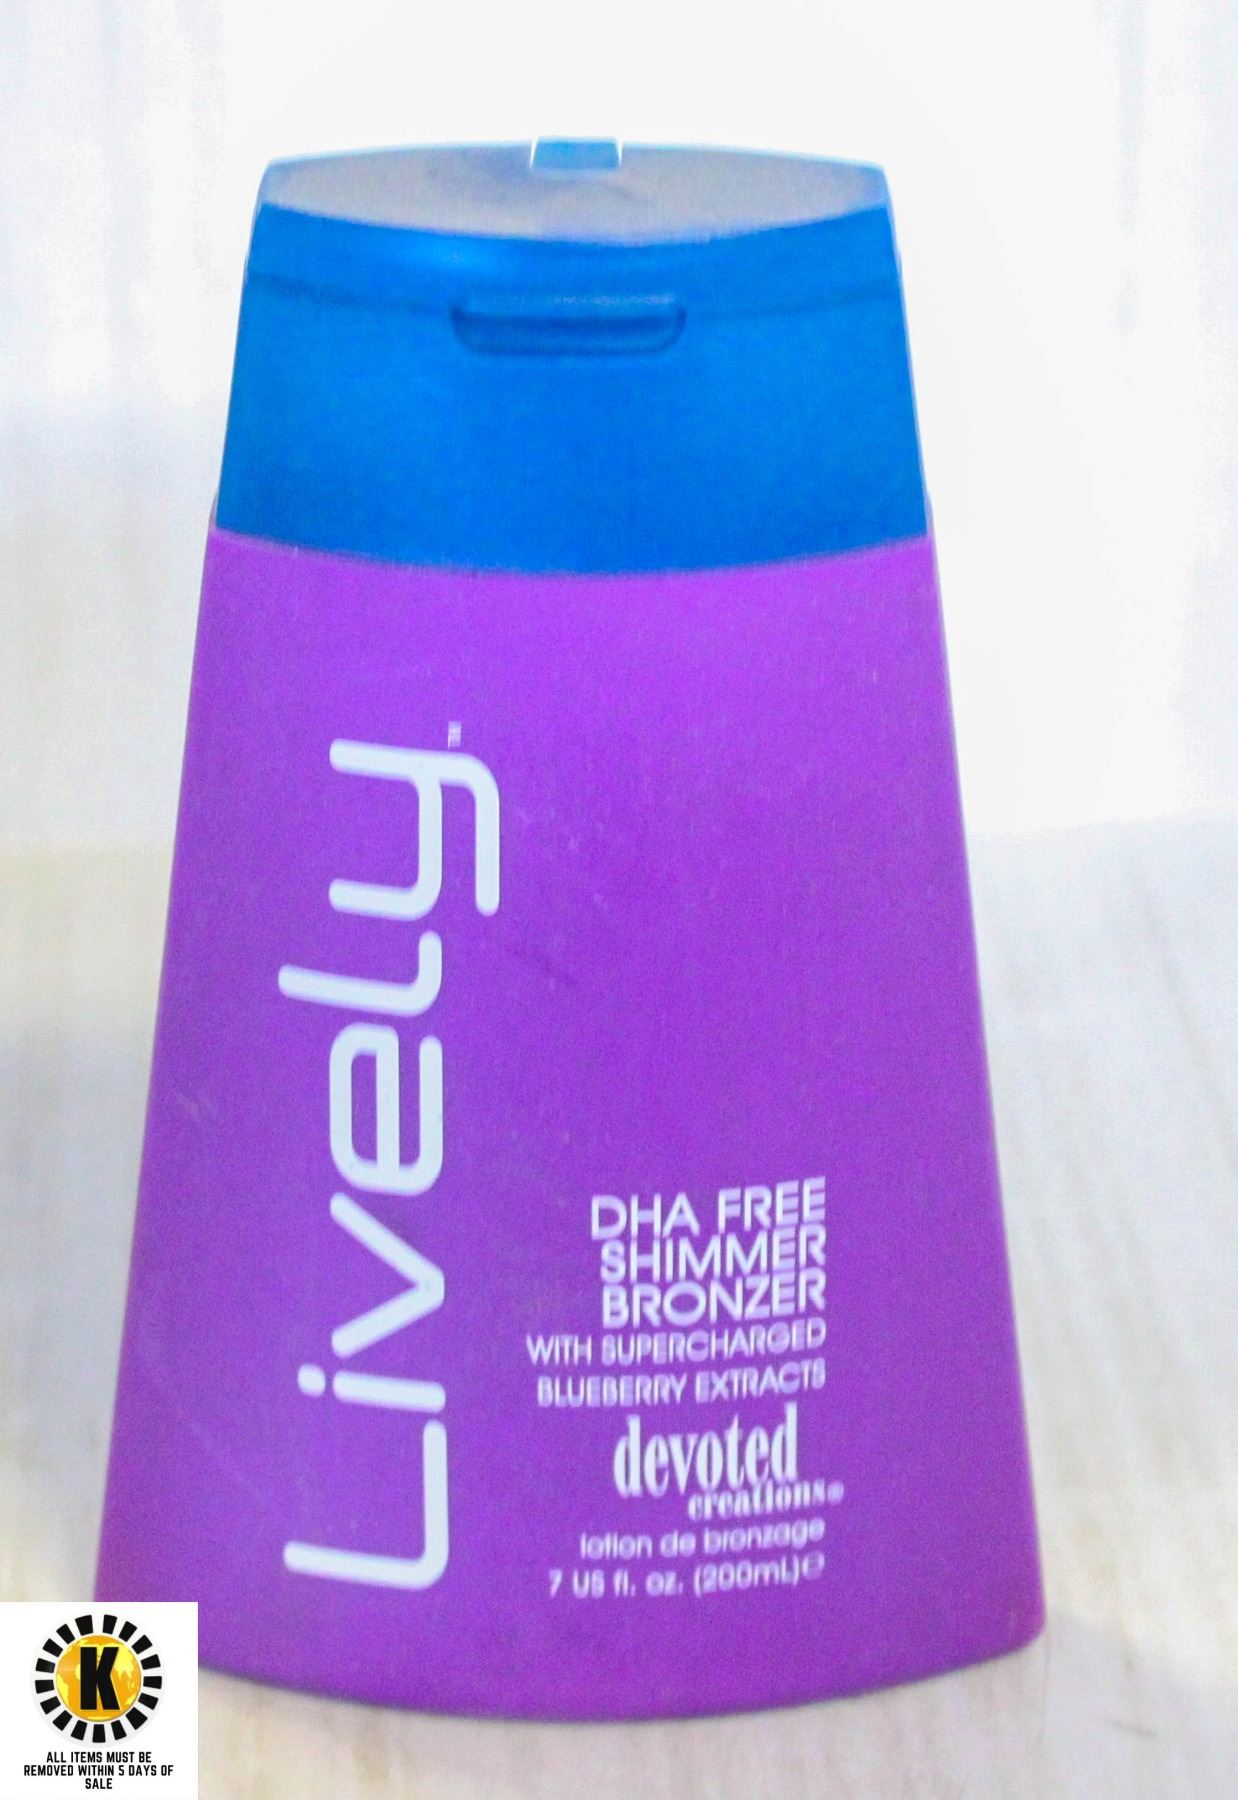 Lively™
DHA FREE
SHIMMER
BRONZER
WITH SUPERCHARGED
BLUEBERRY EXTRACTS
devoted
creations®
lotion de bronzage
7 US fl. oz. (200mL)℮
K
ALL ITEMS MUST BE
REMOVED WITHIN 5 DAYS OF
SALE